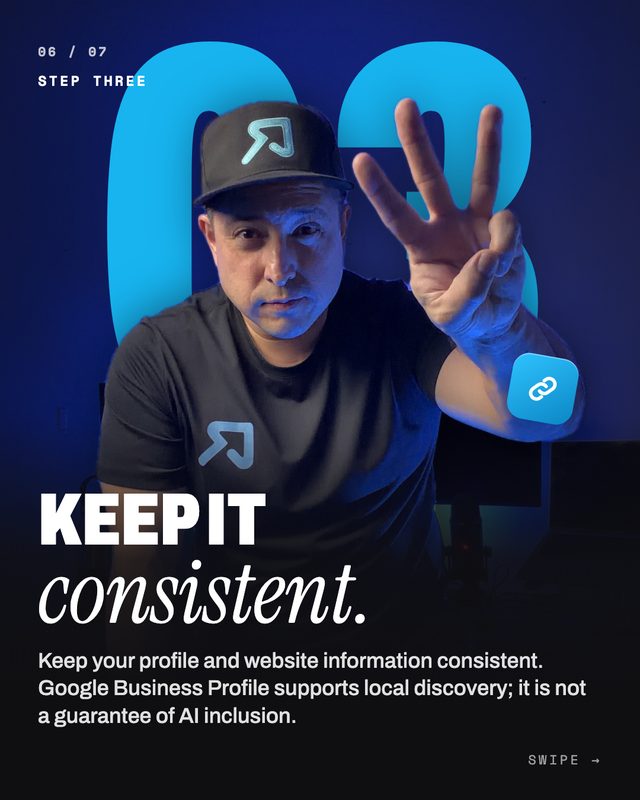 06 / 07
STEP THREE
03
KEEP IT
consistent.
Keep your profile and website information consistent.
Google Business Profile supports local discovery; it is not
a guarantee of AI inclusion.
SWIPE →